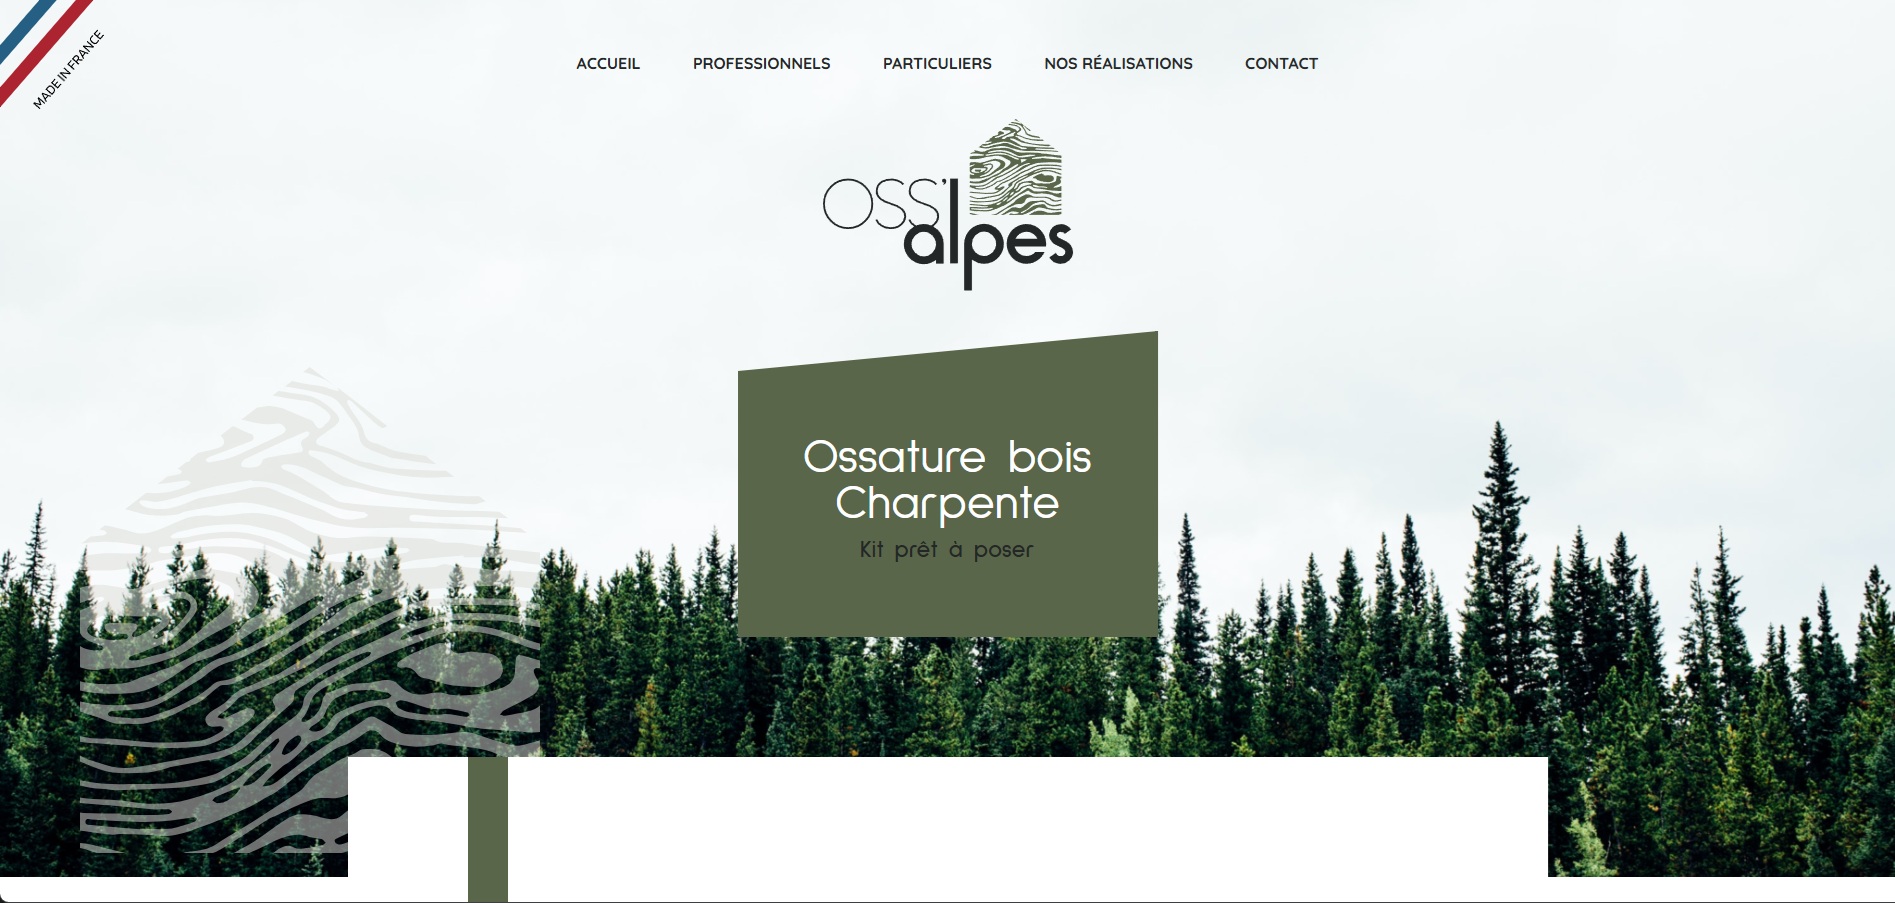 MADE IN FRANCE
ACCUEIL PROFESSIONNELS PARTICULIERS NOS RÉALISATIONS CONTACT
OSS'
alpes
Ossature bois
Charpente
Kit prêt à poser